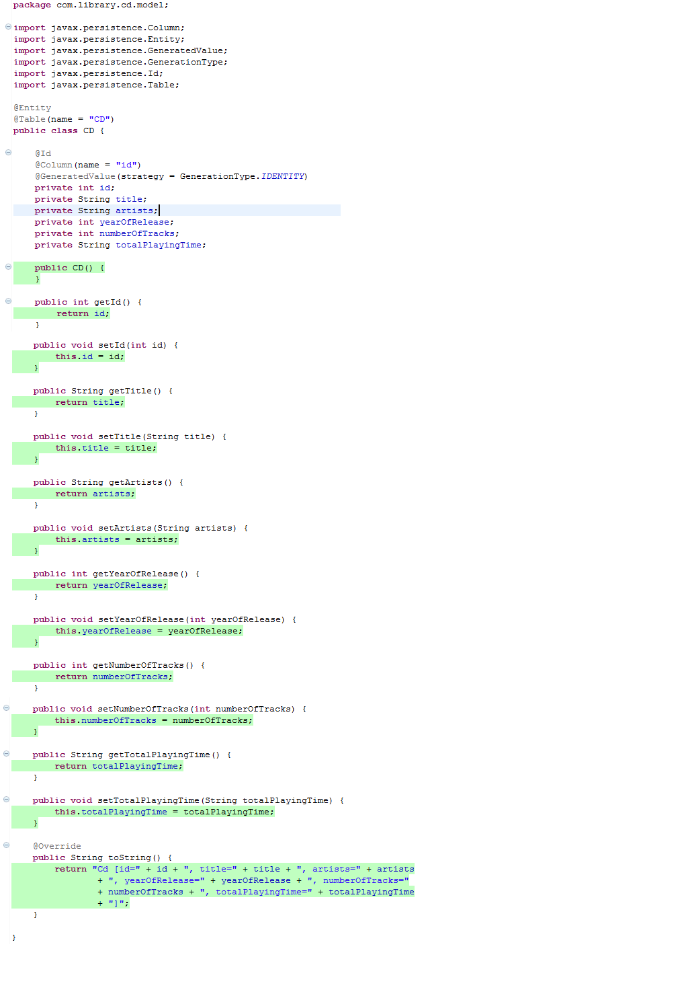 package com.library.cd.model;
import javax.persistence.Column;
import javax.persistence.Entity;
import javax.persistence.GeneratedValue;
import javax.persistence.GenerationType;
import javax.persistence.Id;
import javax.persistence.Table;
@Entity
@Table(name = "CD")
public class CD {
@Id
@Column(name = "id")
@GeneratedValue(strategy = GenerationType.IDENTITY)
private int id;
private String title;
private String artists;
private int yearOfRelease;
private int numberOfTracks;
private String totalPlayingTime;
public CD() {
}
public int getId() {
return id;
}
public void setId(int id) {
this.id = id;
}
public String getTitle() {
return title;
}
public void setTitle(String title) {
this.title = title;
}
public String getArtists() {
return artists;
}
public void setArtists(String artists) {
this.artists = artists;
}
public int getYearOfRelease() {
return yearOfRelease;
}
public void setYearOfRelease(int yearOfRelease) {
this.yearOfRelease = yearOfRelease;
}
public int getNumberOfTracks() {
return numberOfTracks;
}
public void setNumberOfTracks(int numberOfTracks) {
this.numberOfTracks = numberOfTracks;
}
public String getTotalPlayingTime() {
return totalPlayingTime;
}
public void setTotalPlayingTime(String totalPlayingTime) {
this.totalPlayingTime = totalPlayingTime;
}
@Override
public String toString() {
return "Cd [id=" + id + ", title=" + title + ", artists=" + artists
+ ", yearOfRelease=" + yearOfRelease + ", numberOfTracks="
+ numberOfTracks + ", totalPlayingTime=" + totalPlayingTime
+ "]";
}
}